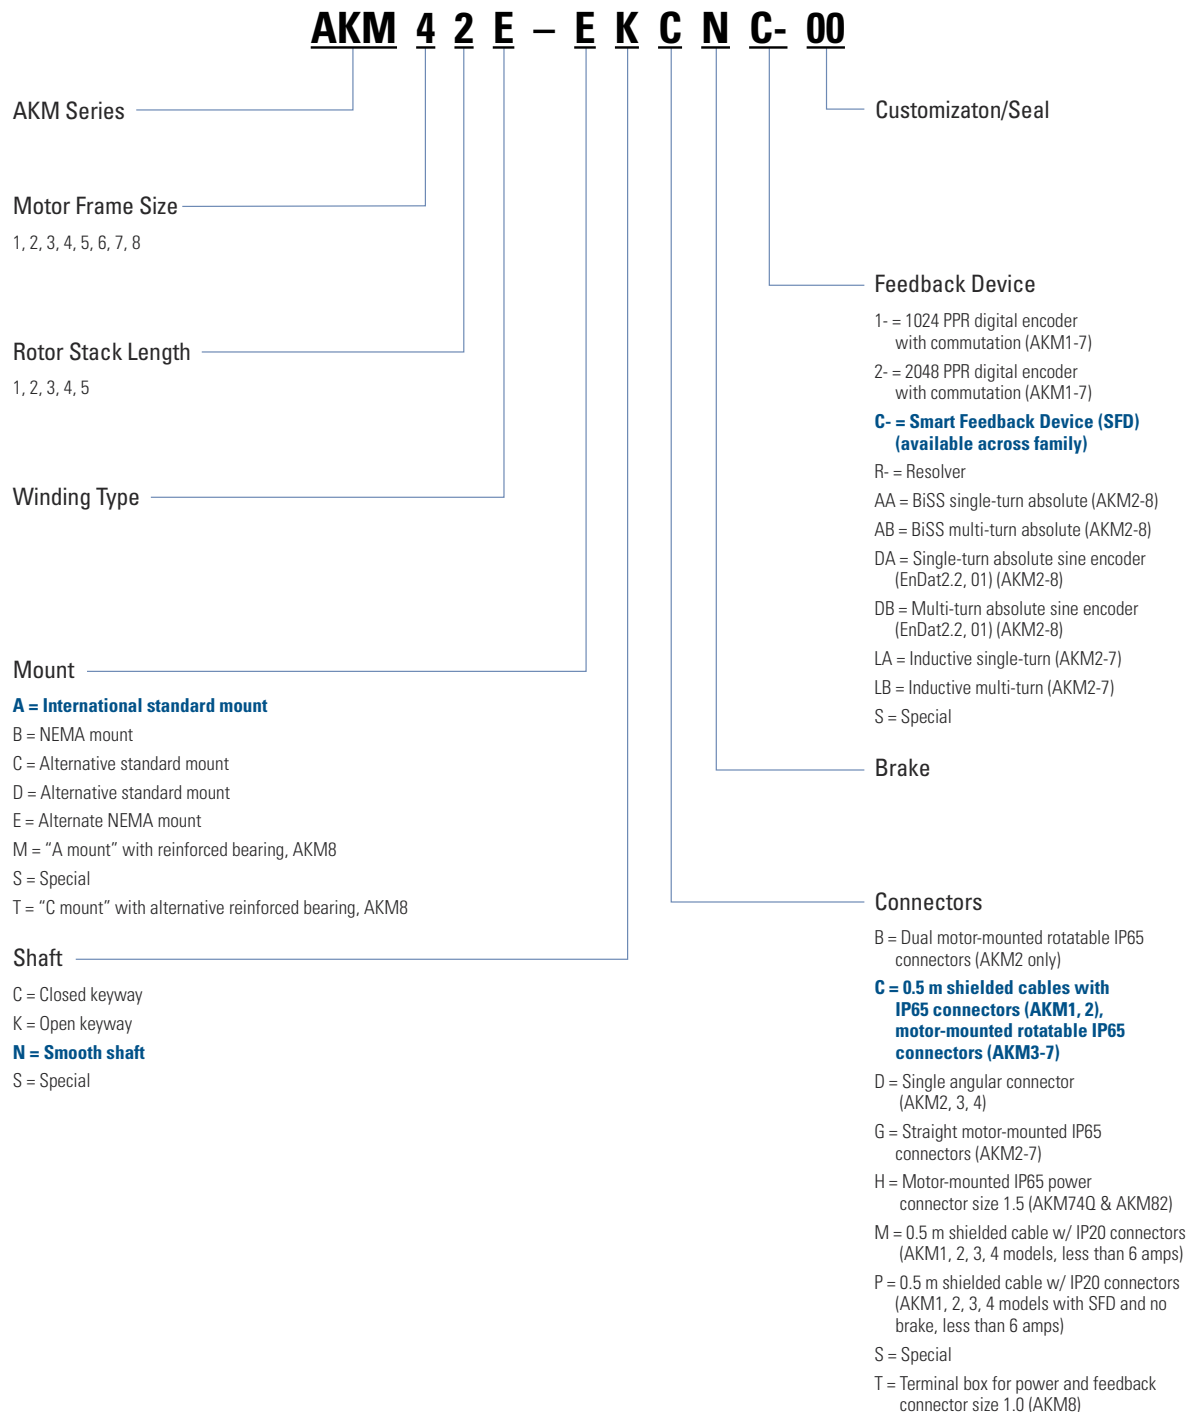 AKM 4 2 E – E K C N C- 00
AKM Series
Motor Frame Size
1, 2, 3, 4, 5, 6, 7, 8
Rotor Stack Length
1, 2, 3, 4, 5
Winding Type
Mount
A = International standard mount
B = NEMA mount
C = Alternative standard mount
D = Alternative standard mount
E = Alternate NEMA mount
M = “A mount” with reinforced bearing, AKM8
S = Special
T = “C mount” with alternative reinforced bearing, AKM8
Shaft
C = Closed keyway
K = Open keyway
N = Smooth shaft
S = Special
Customizaton/Seal
Feedback Device
1- = 1024 PPR digital encoder
with commutation (AKM1-7)
2- = 2048 PPR digital encoder
with commutation (AKM1-7)
C- = Smart Feedback Device (SFD)
(available across family)
R- = Resolver
AA = BiSS single-turn absolute (AKM2-8)
AB = BiSS multi-turn absolute (AKM2-8)
DA = Single-turn absolute sine encoder
(EnDat2.2, 01) (AKM2-8)
DB = Multi-turn absolute sine encoder
(EnDat2.2, 01) (AKM2-8)
LA = Inductive single-turn (AKM2-7)
LB = Inductive multi-turn (AKM2-7)
S = Special
Brake
Connectors
B = Dual motor-mounted rotatable IP65
connectors (AKM2 only)
C = 0.5 m shielded cables with
IP65 connectors (AKM1, 2),
motor-mounted rotatable IP65
connectors (AKM3-7)
D = Single angular connector
(AKM2, 3, 4)
G = Straight motor-mounted IP65
connectors (AKM2-7)
H = Motor-mounted IP65 power
connector size 1.5 (AKM74Q & AKM82)
M = 0.5 m shielded cable w/ IP20 connectors
(AKM1, 2, 3, 4 models, less than 6 amps)
P = 0.5 m shielded cable w/ IP20 connectors
(AKM1, 2, 3, 4 models with SFD and no
brake, less than 6 amps)
S = Special
T = Terminal box for power and feedback
connector size 1.0 (AKM8)